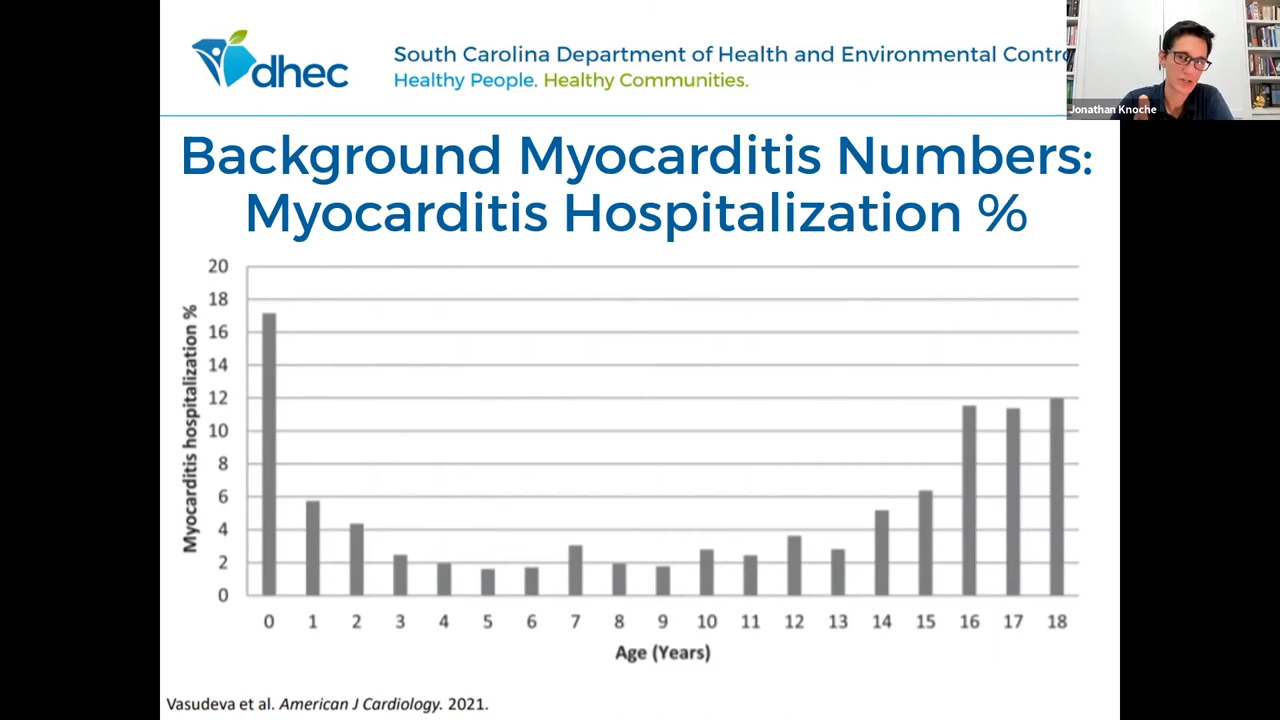 dhec
South Carolina Department of Health and Environmental Contro
Healthy People. Healthy Communities.
Jonathan Knoche
Background Myocarditis Numbers:
Myocarditis Hospitalization %
Myocarditis hospitalization %
20
18
16
14
12
10
8
6
4
2
0
0 1 2 3 4 5 6 7 8 9 10 11 12 13 14 15 16 17 18
Age (Years)
Vasudeva et al. American J Cardiology. 2021.